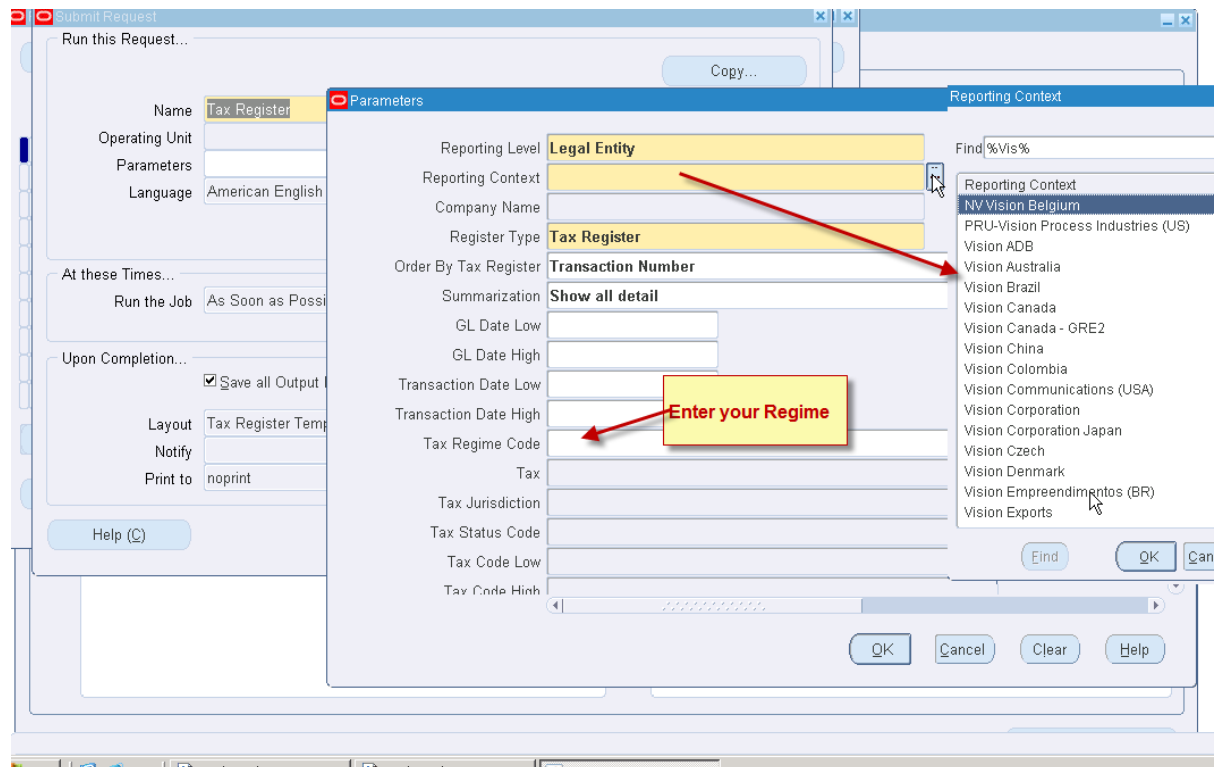 Submit Request
Run this Request...
Copy...
Name Tax Register
Operating Unit
Parameters
Language American English
At these Times...
Run the Job As Soon as Possi
Upon Completion...
Save all Output
Layout Tax Register Temp
Notify
Print to noprint
Help (C)
Parameters
Reporting Level Legal Entity
Reporting Context
Company Name
Register Type Tax Register
Order By Tax Register Transaction Number
Summarization Show all detail
GL Date Low
GL Date High
Transaction Date Low
Transaction Date High
Enter your Regime
Tax Regime Code
Tax
Tax Jurisdiction
Tax Status Code
Tax Code Low
Tax Code High
OK Cancel Clear Help
Reporting Context
Find %Vis%
Reporting Context
NV Vision Belgium
PRU-Vision Process Industries (US)
Vision ADB
Vision Australia
Vision Brazil
Vision Canada
Vision Canada - GRE2
Vision China
Vision Colombia
Vision Communications (USA)
Vision Corporation
Vision Corporation Japan
Vision Czech
Vision Denmark
Vision Empreendimentos (BR)
Vision Exports
Find OK Can